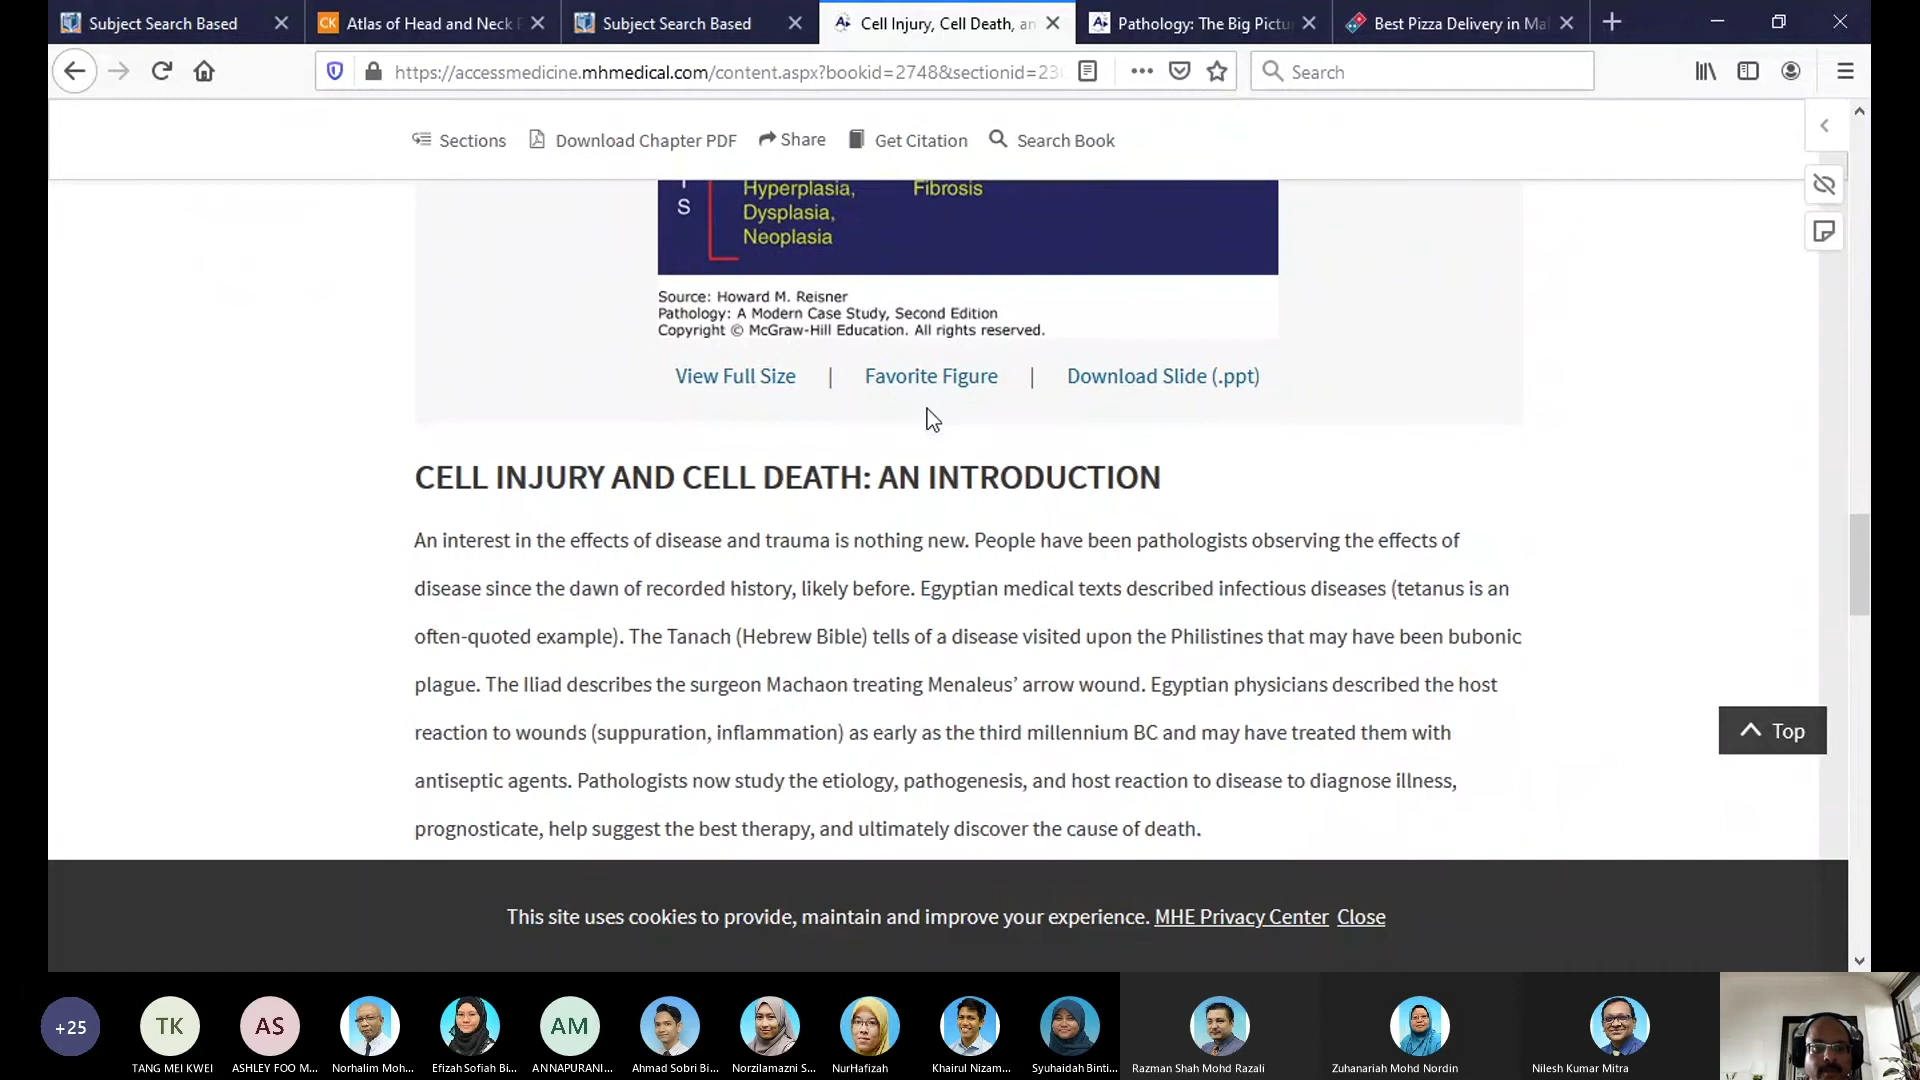 Subject Search Based
Atlas of Head and Neck
Subject Search Based
Cell Injury, Cell Death, an
Pathology: The Big Pictu
Best Pizza Delivery in Mal
https://accessmedicine.mhmedical.com/content.aspx?bookid=2748&sectionid=23
Search
Sections
Download Chapter PDF
Share
Get Citation
Search Book
S
Hyperplasia,
Dysplasia,
Neoplasia
Fibrosis
Source: Howard M. Reisner
Pathology: A Modern Case Study, Second Edition
Copyright © McGraw-Hill Education. All rights reserved.
View Full Size | Favorite Figure | Download Slide (.ppt)
CELL INJURY AND CELL DEATH: AN INTRODUCTION
An interest in the effects of disease and trauma is nothing new. People have been pathologists observing the effects of
disease since the dawn of recorded history, likely before. Egyptian medical texts described infectious diseases (tetanus is an
often-quoted example). The Tanach (Hebrew Bible) tells of a disease visited upon the Philistines that may have been bubonic
plague. The Iliad describes the surgeon Machaon treating Menaleus’ arrow wound. Egyptian physicians described the host
reaction to wounds (suppuration, inflammation) as early as the third millennium BC and may have treated them with
antiseptic agents. Pathologists now study the etiology, pathogenesis, and host reaction to disease to diagnose illness,
prognosticate, help suggest the best therapy, and ultimately discover the cause of death.
Top
This site uses cookies to provide, maintain and improve your experience. MHE Privacy Center Close
+25
TK
AS
AM
TANG MEI KWEI
ASHLEY FOO M...
Norhalim Moh...
Efizah Sofiah Bi...
ANNAPURANI...
Ahmad Sobri Bi...
Norzilamazni S...
NurHafizah
Khairul Nizam...
Syuhaidah Binti...
Razman Shah Mohd Razali
Zuhanariah Mohd Nordin
Nilesh Kumar Mitra